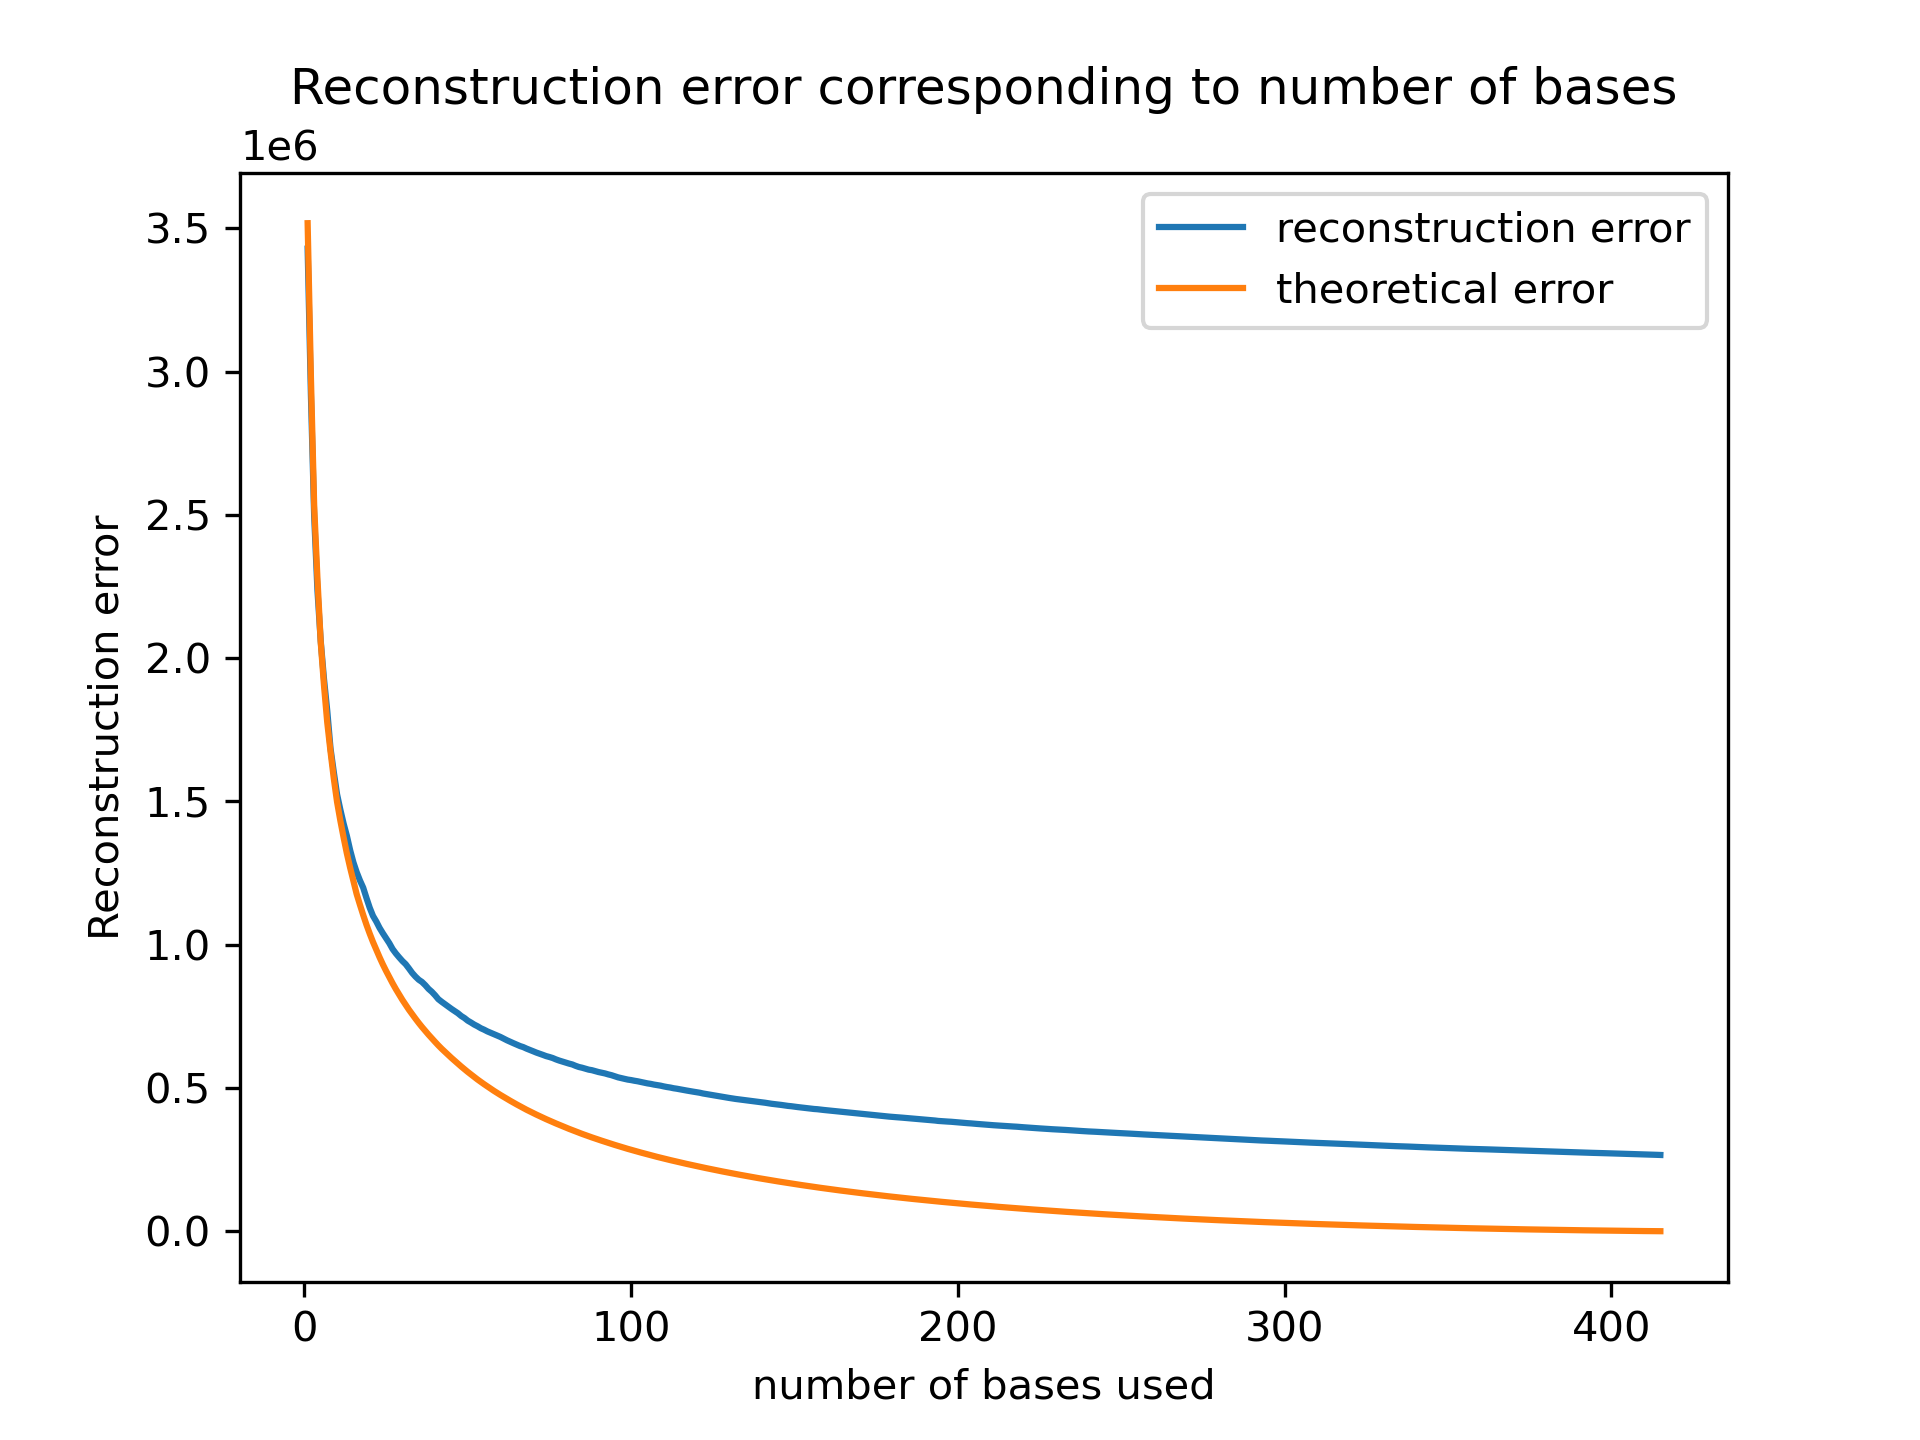 Reconstruction error corresponding to number of bases
1e6
reconstruction error
theoretical error
3.5
3.0
2.5
2.0
1.5
1.0
0.5
0.0
Reconstruction error
0 100 200 300 400
number of bases used